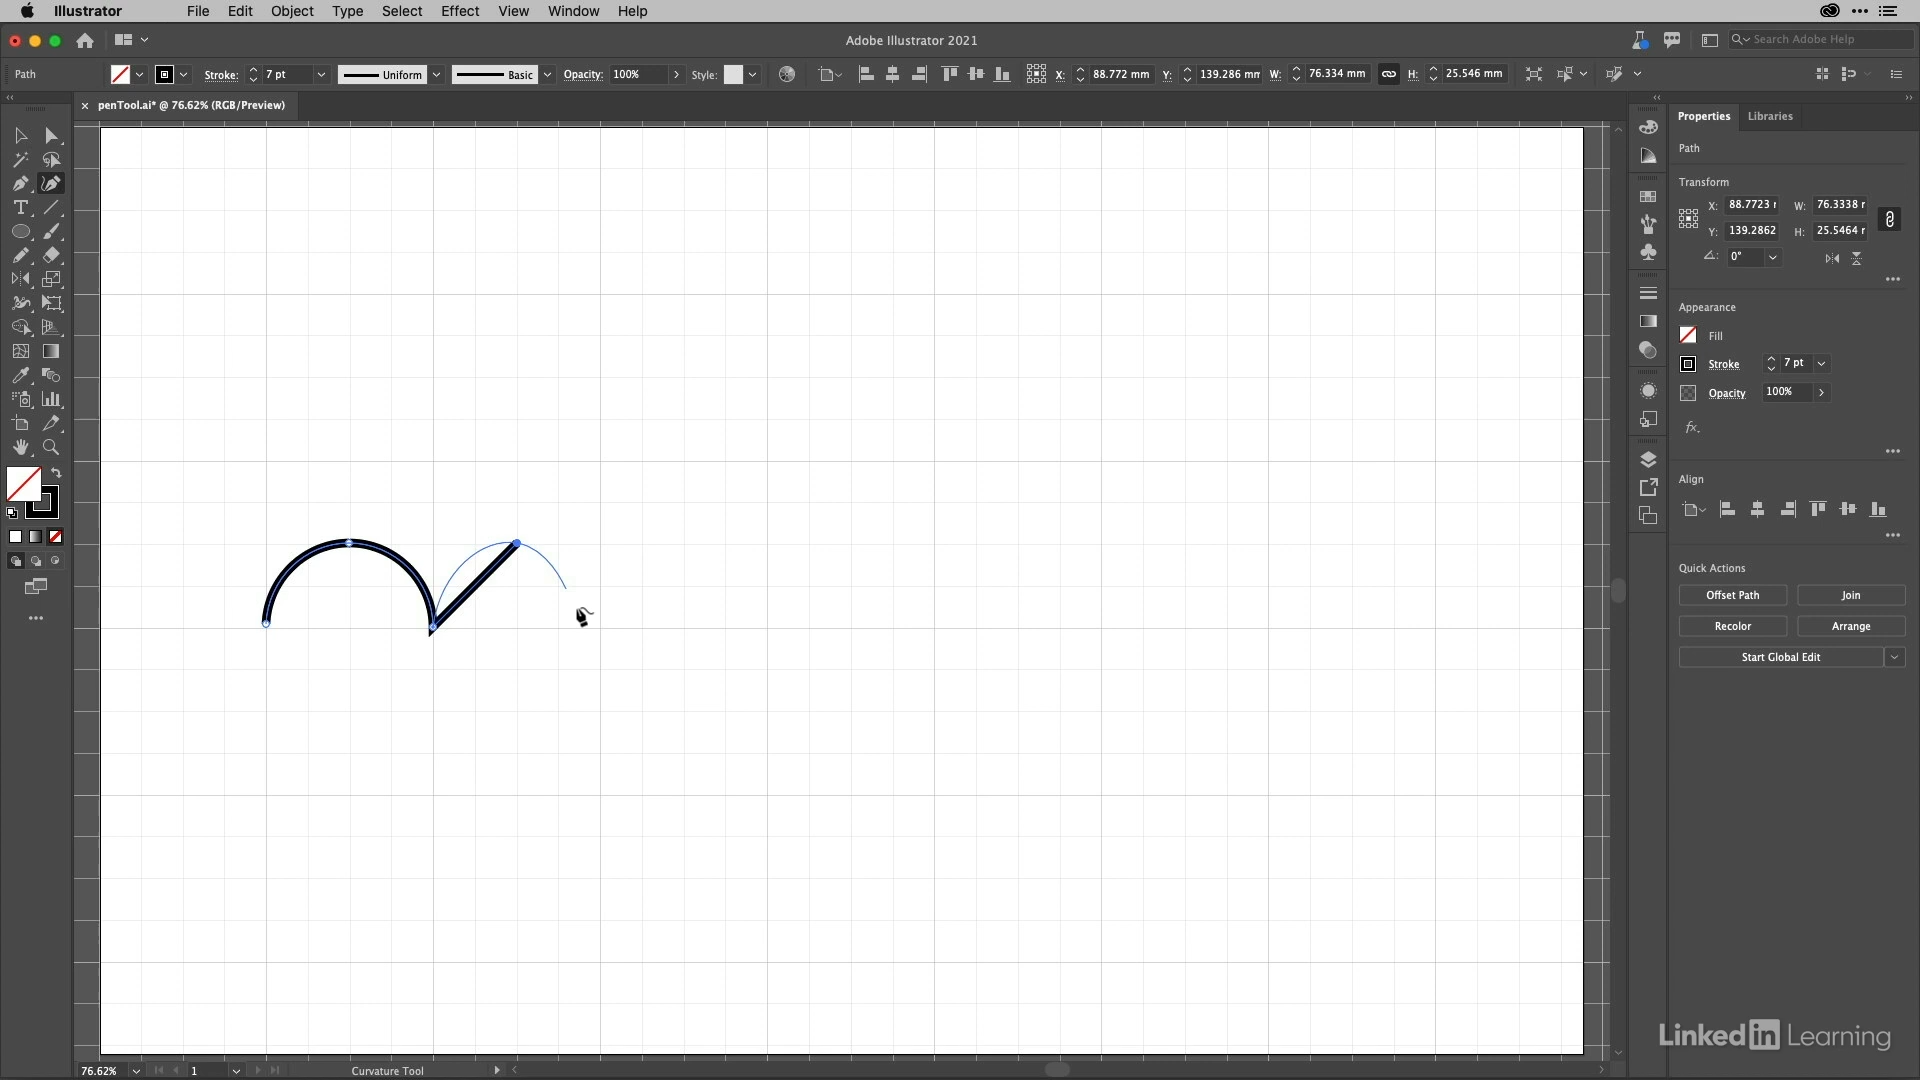 Illustrator File Edit Object Type Select Effect View Window Help
Adobe Illustrator 2021
Search Adobe Help
Path Stroke: 7 pt Uniform Basic Opacity: 100% Style: X: 88.772 mm Y: 139.286 mm W: 76.334 mm H: 25.546 mm
penTool.ai* @ 76.62% (RGB/Preview)
Properties Libraries
Path
Transform
X: 88.7723 W: 76.3338
Y: 139.2862 H: 25.5464
0°
Appearance
Fill
Stroke 7 pt
Opacity 100%
fx.
Align
Quick Actions
Offset Path Join
Recolor Arrange
Start Global Edit
LinkedIn Learning
76.62% 1 Curvature Tool